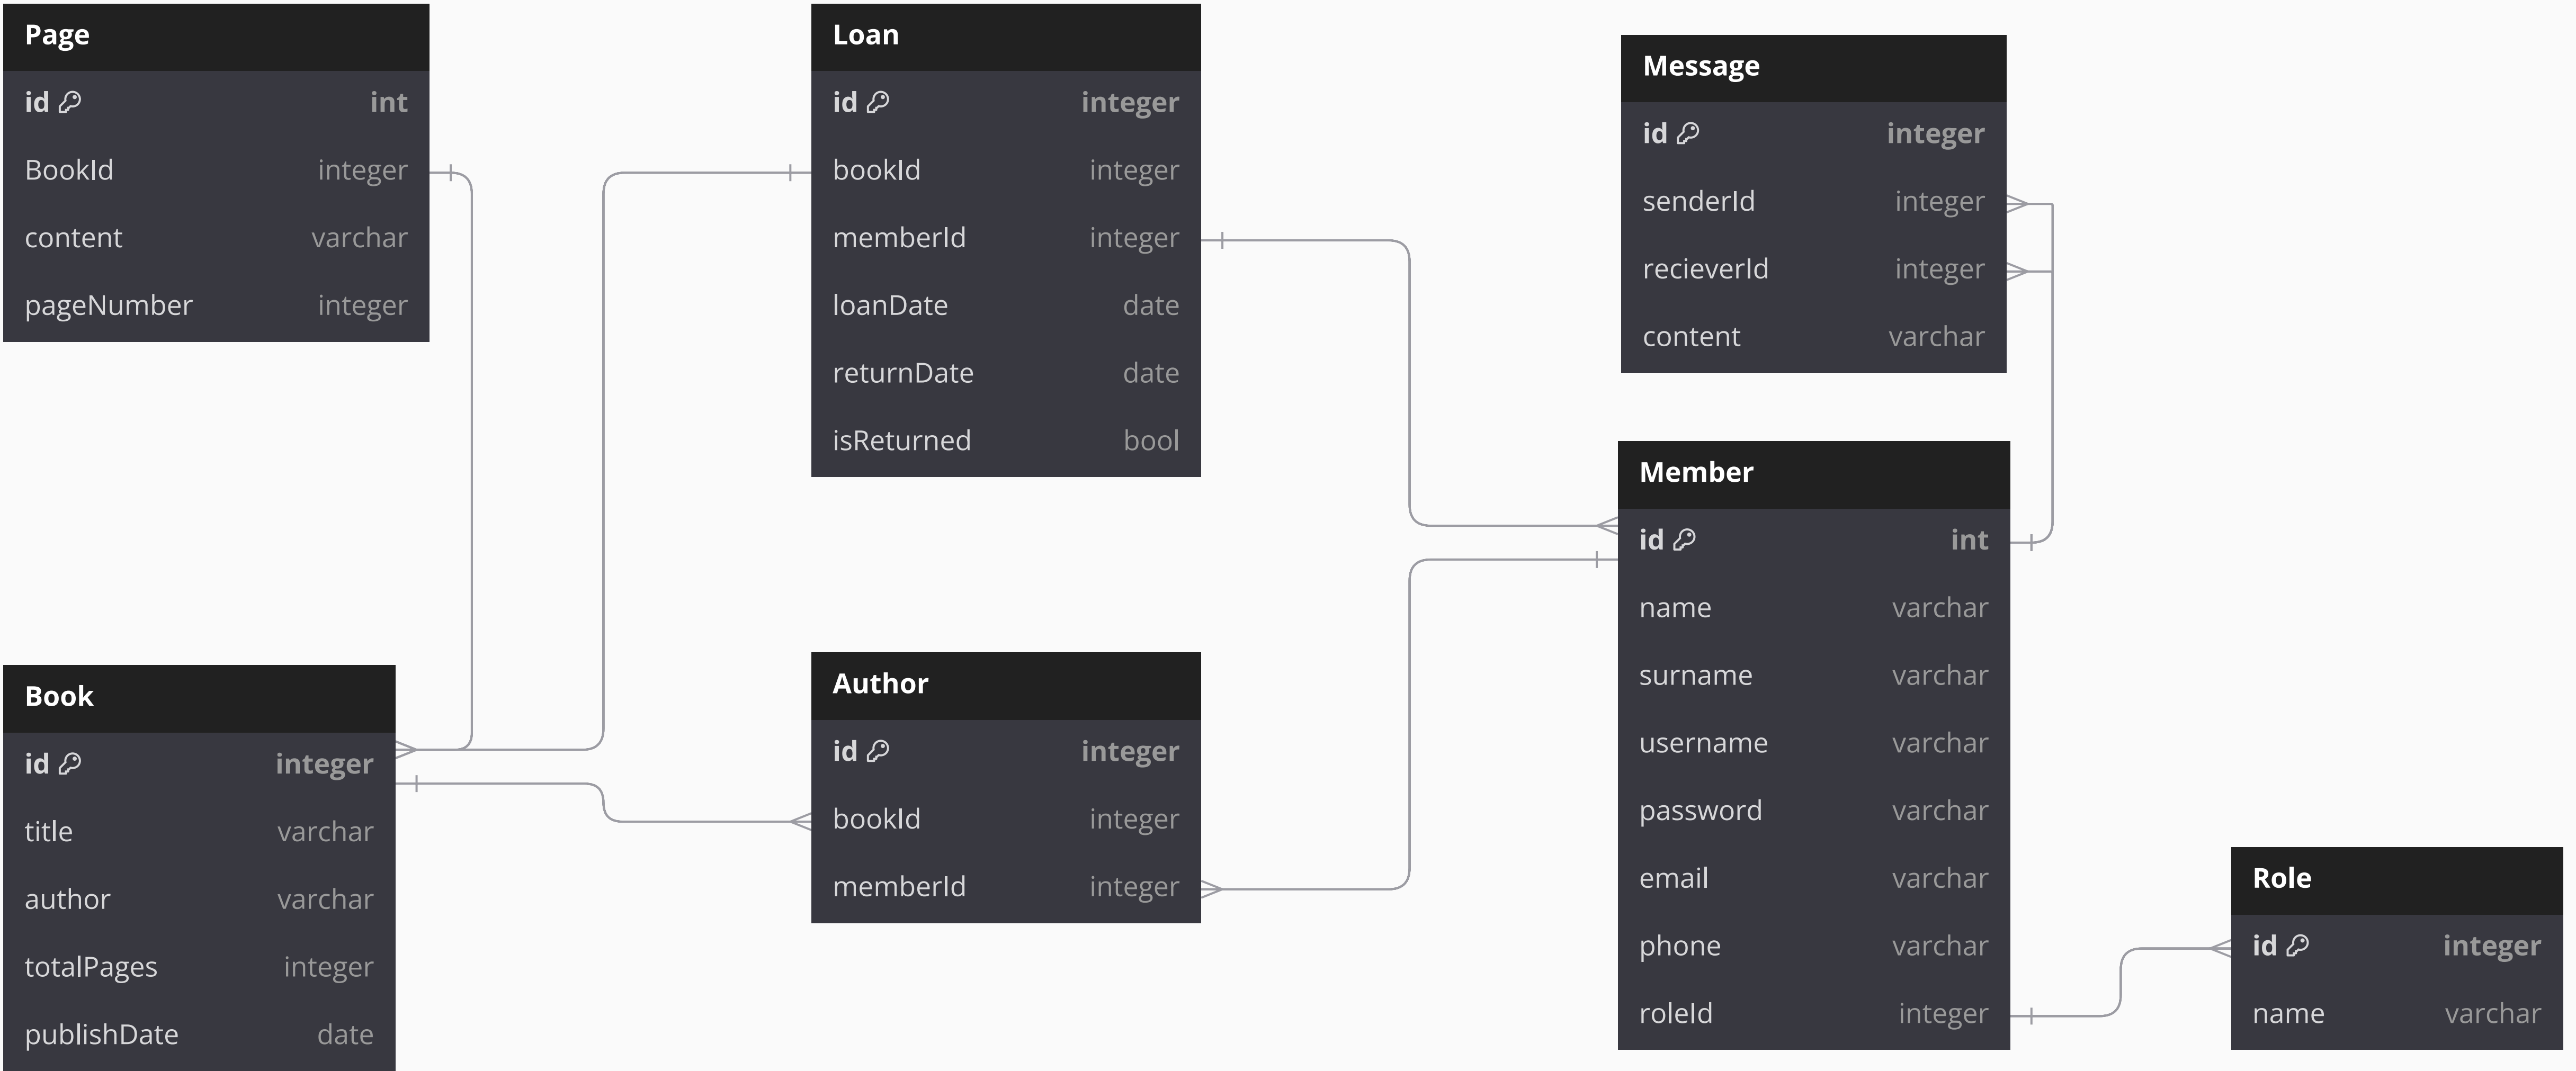 Page
id int
BookId integer
content varchar
pageNumber integer
Loan
id integer
bookId integer
memberId integer
loanDate date
returnDate date
isReturned bool
Message
id integer
senderId integer
recieverId integer
content varchar
Book
id integer
title varchar
author varchar
totalPages integer
publishDate date
Author
id integer
bookId integer
memberId integer
Member
id int
name varchar
surname varchar
username varchar
password varchar
email varchar
phone varchar
roleId integer
Role
id integer
name varchar